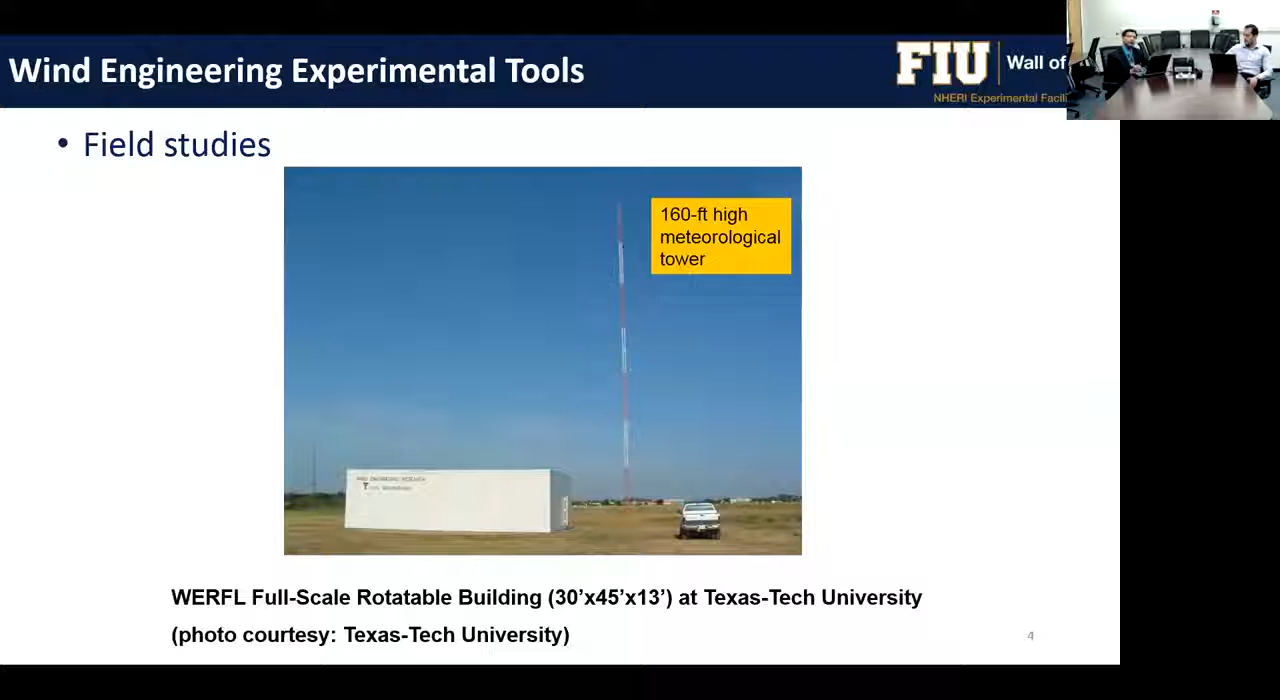 Wind Engineering Experimental Tools
FIU
Wall of
NHERI Experimental Facili
• Field studies
160-ft high
meteorological
tower
WERFL Full-Scale Rotatable Building (30’x45’x13’) at Texas-Tech University
(photo courtesy: Texas-Tech University)
4